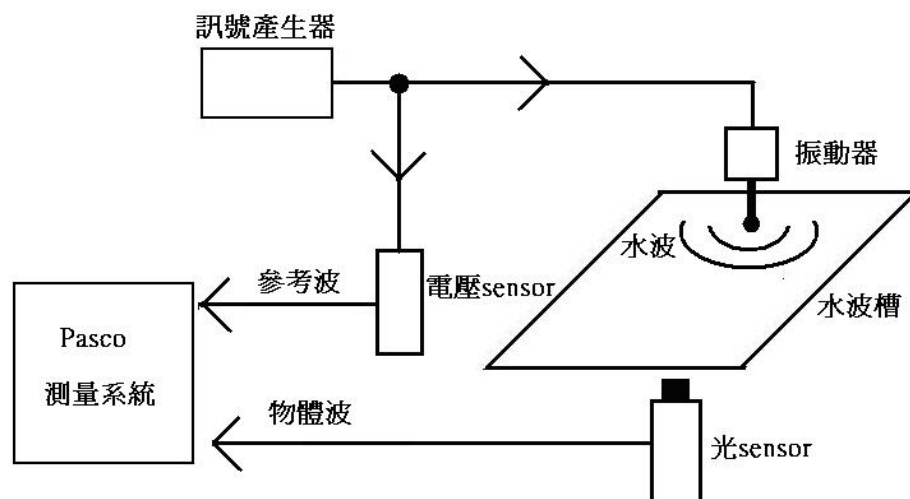 訊號產生器
振動器
水波
參考波
電壓sensor
水波槽
Pasco
測量系統
物體波
光sensor